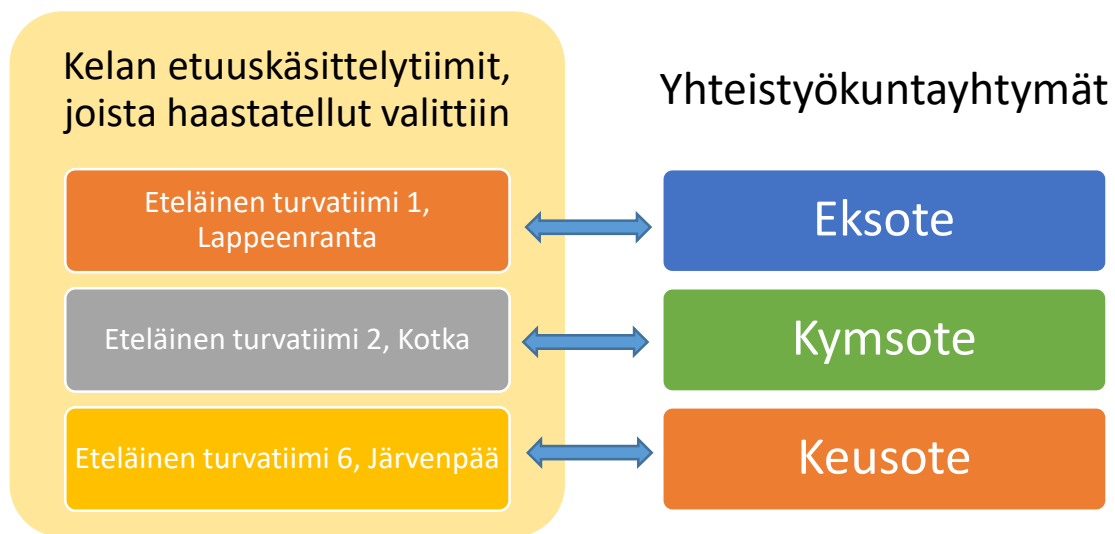 Kelan etuuskäsittelytiimit,
joista haastatellut valittiin
Yhteistyökuntayhtymät
Eteläinen turvatiimi 1,
Lappeenranta
Eksote
Eteläinen turvatiimi 2, Kotka
Kymsote
Eteläinen turvatiimi 6, Järvenpää
Keusote